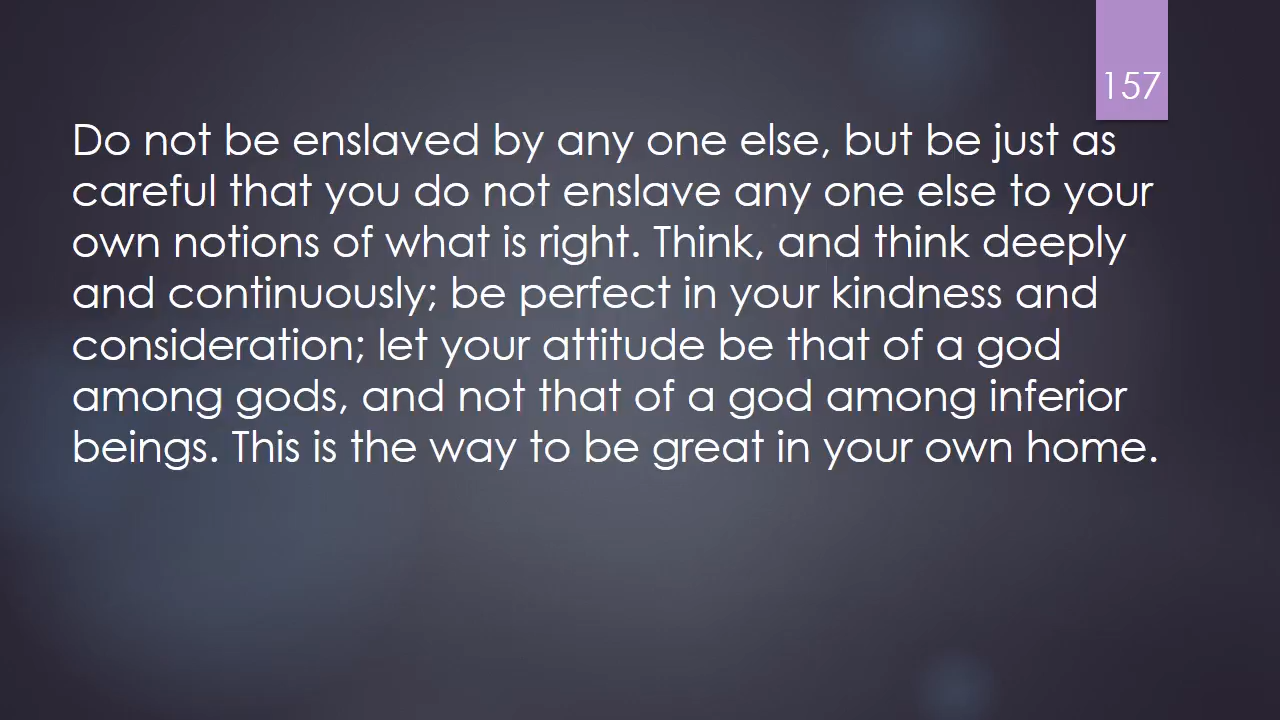 157
Do not be enslaved by any one else, but be just as
careful that you do not enslave any one else to your
own notions of what is right. Think, and think deeply
and continuously; be perfect in your kindness and
consideration; let your attitude be that of a god
among gods, and not that of a god among inferior
beings. This is the way to be great in your own home.